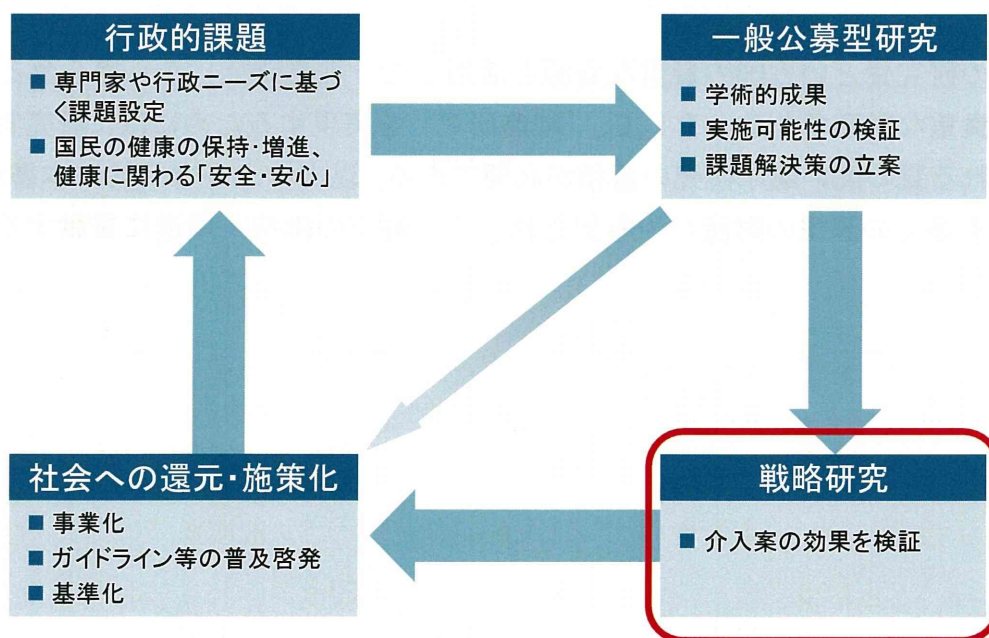 行政的課題
■ 専門家や行政ニーズに基づ
く課題設定
■ 国民の健康の保持・増進、
健康に関わる「安全・安心」
一般公募型研究
■ 学術的成果
■ 実施可能性の検証
■ 課題解決策の立案
社会への還元・施策化
■ 事業化
■ ガイドライン等の普及啓発
■ 基準化
戦略研究
■ 介入案の効果を検証